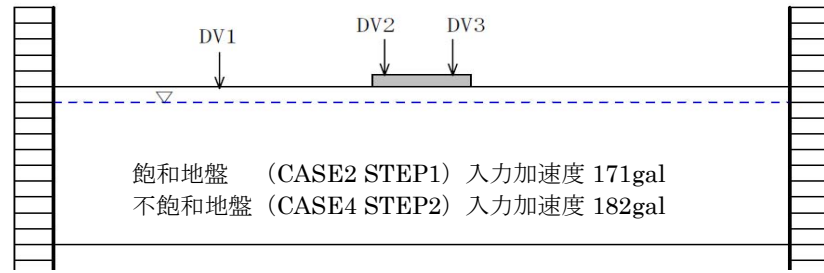 DV1
DV2
DV3
飽和地盤 （CASE2 STEP1）入力加速度 171gal
不飽和地盤（CASE4 STEP2）入力加速度 182gal